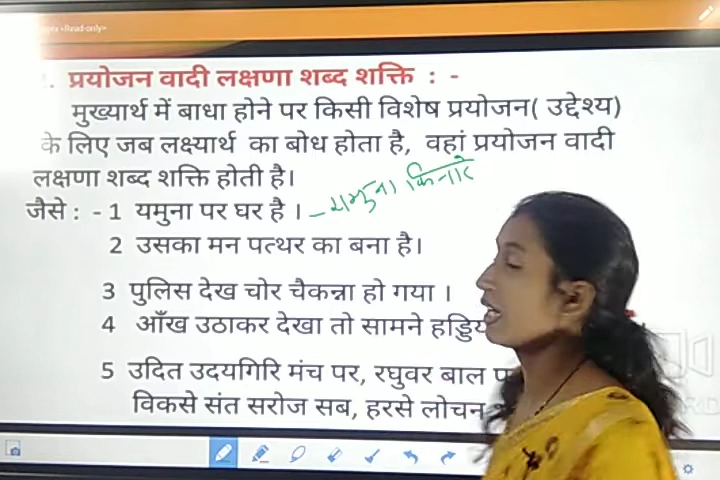 <Read-only>
. प्रयोजन वादी लक्षणा शब्द शक्ति : -
मुख्यार्थ में बाधा होने पर किसी विशेष प्रयोजन( उद्देश्य)
के लिए जब लक्ष्यार्थ का बोध होता है, वहां प्रयोजन वादी
लक्षणा शब्द शक्ति होती है।
जैसे : - 1 यमुना पर घर है । – यमुना किनारे
2 उसका मन पत्थर का बना है।
3 पुलिस देख चोर चैकन्ना हो गया ।
4 आँख उठाकर देखा तो सामने
5 उदित उदयगिरि मंच पर, रघुवर बाल
विकसे संत सरोज सब, हरसे लोचन